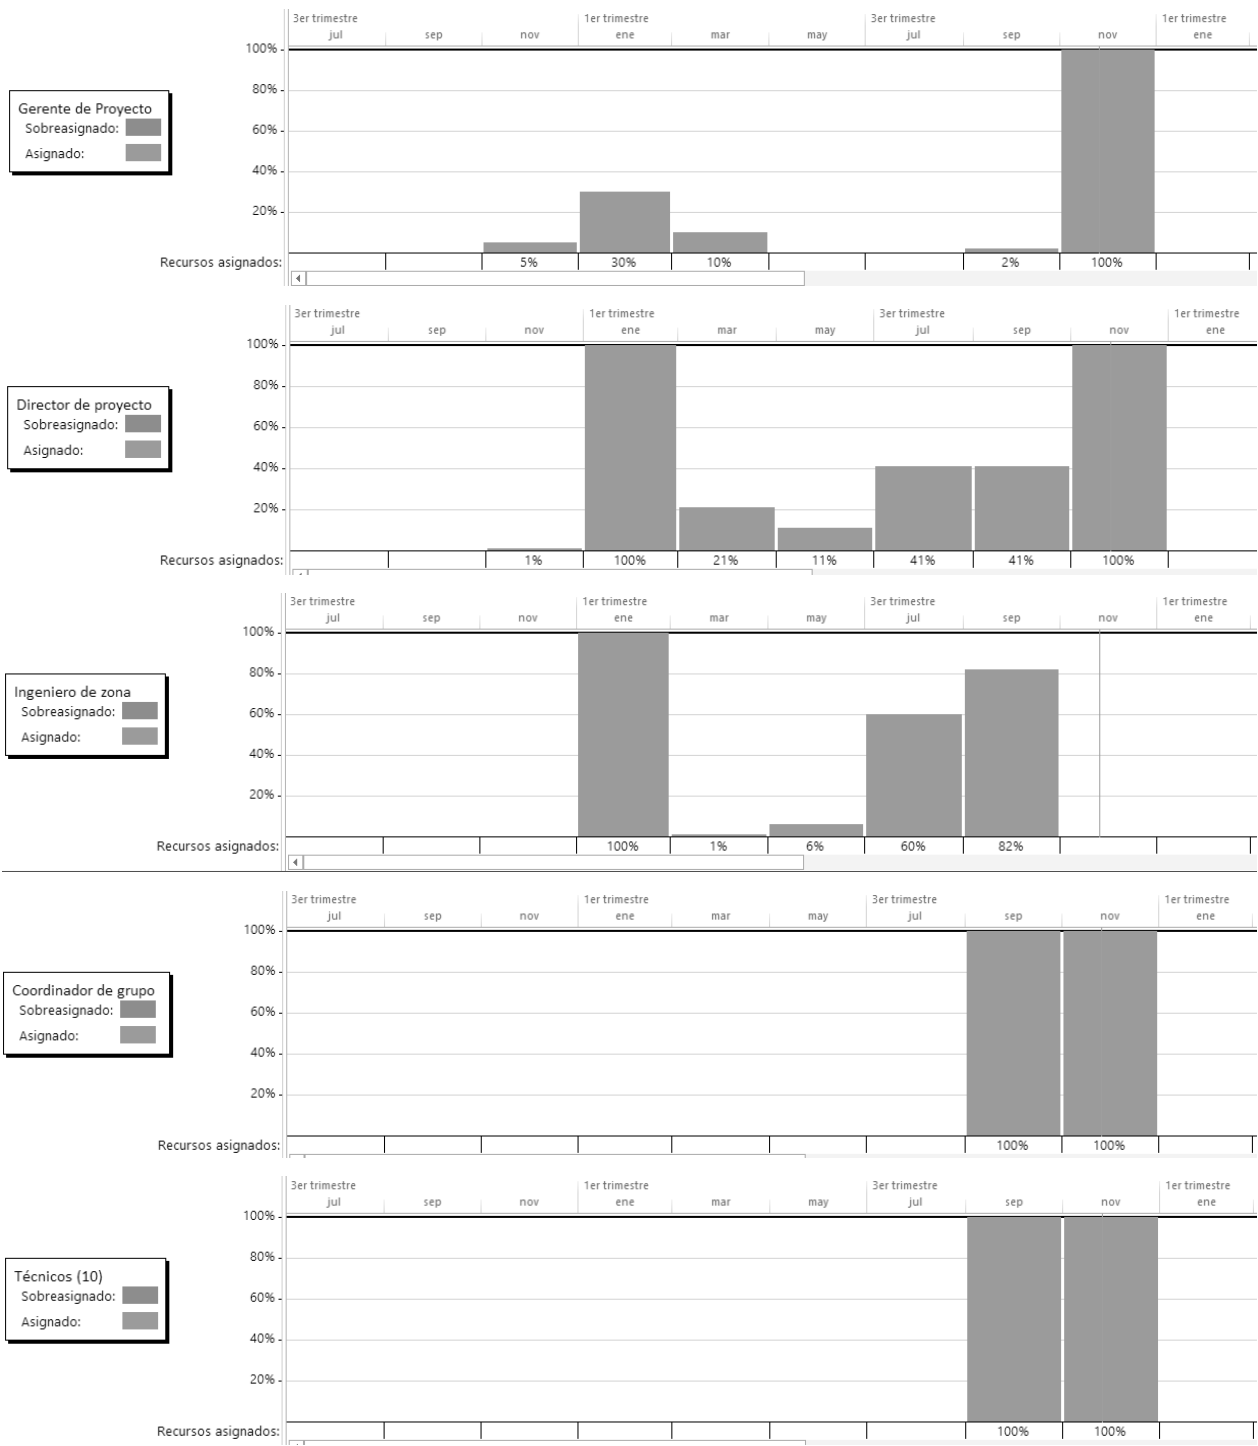 3er trimestre 1er trimestre 3er trimestre 1er trimestre
jul sep nov ene mar may jul sep nov ene
100%
80%
Gerente de Proyecto
Sobreasignado:
60%
Asignado:
40%
20%
Recursos asignados: 5% 30% 10% 2% 100%
3er trimestre 1er trimestre 3er trimestre 1er trimestre
jul sep nov ene mar may jul sep nov ene
100%
80%
Director de proyecto
Sobreasignado:
60%
Asignado:
40%
20%
Recursos asignados: 1% 100% 21% 11% 41% 41% 100%
3er trimestre 1er trimestre 3er trimestre 1er trimestre
jul sep nov ene mar may jul sep nov ene
100%
80%
Ingeniero de zona
Sobreasignado:
60%
Asignado:
40%
20%
Recursos asignados: 100% 1% 6% 60% 82%
3er trimestre 1er trimestre 3er trimestre 1er trimestre
jul sep nov ene mar may jul sep nov ene
100%
80%
Coordinador de grupo
Sobreasignado:
60%
Asignado:
40%
20%
Recursos asignados: 100% 100%
3er trimestre 1er trimestre 3er trimestre 1er trimestre
jul sep nov ene mar may jul sep nov ene
100%
80%
Técnicos (10)
Sobreasignado:
60%
Asignado:
40%
20%
Recursos asignados: 100% 100%